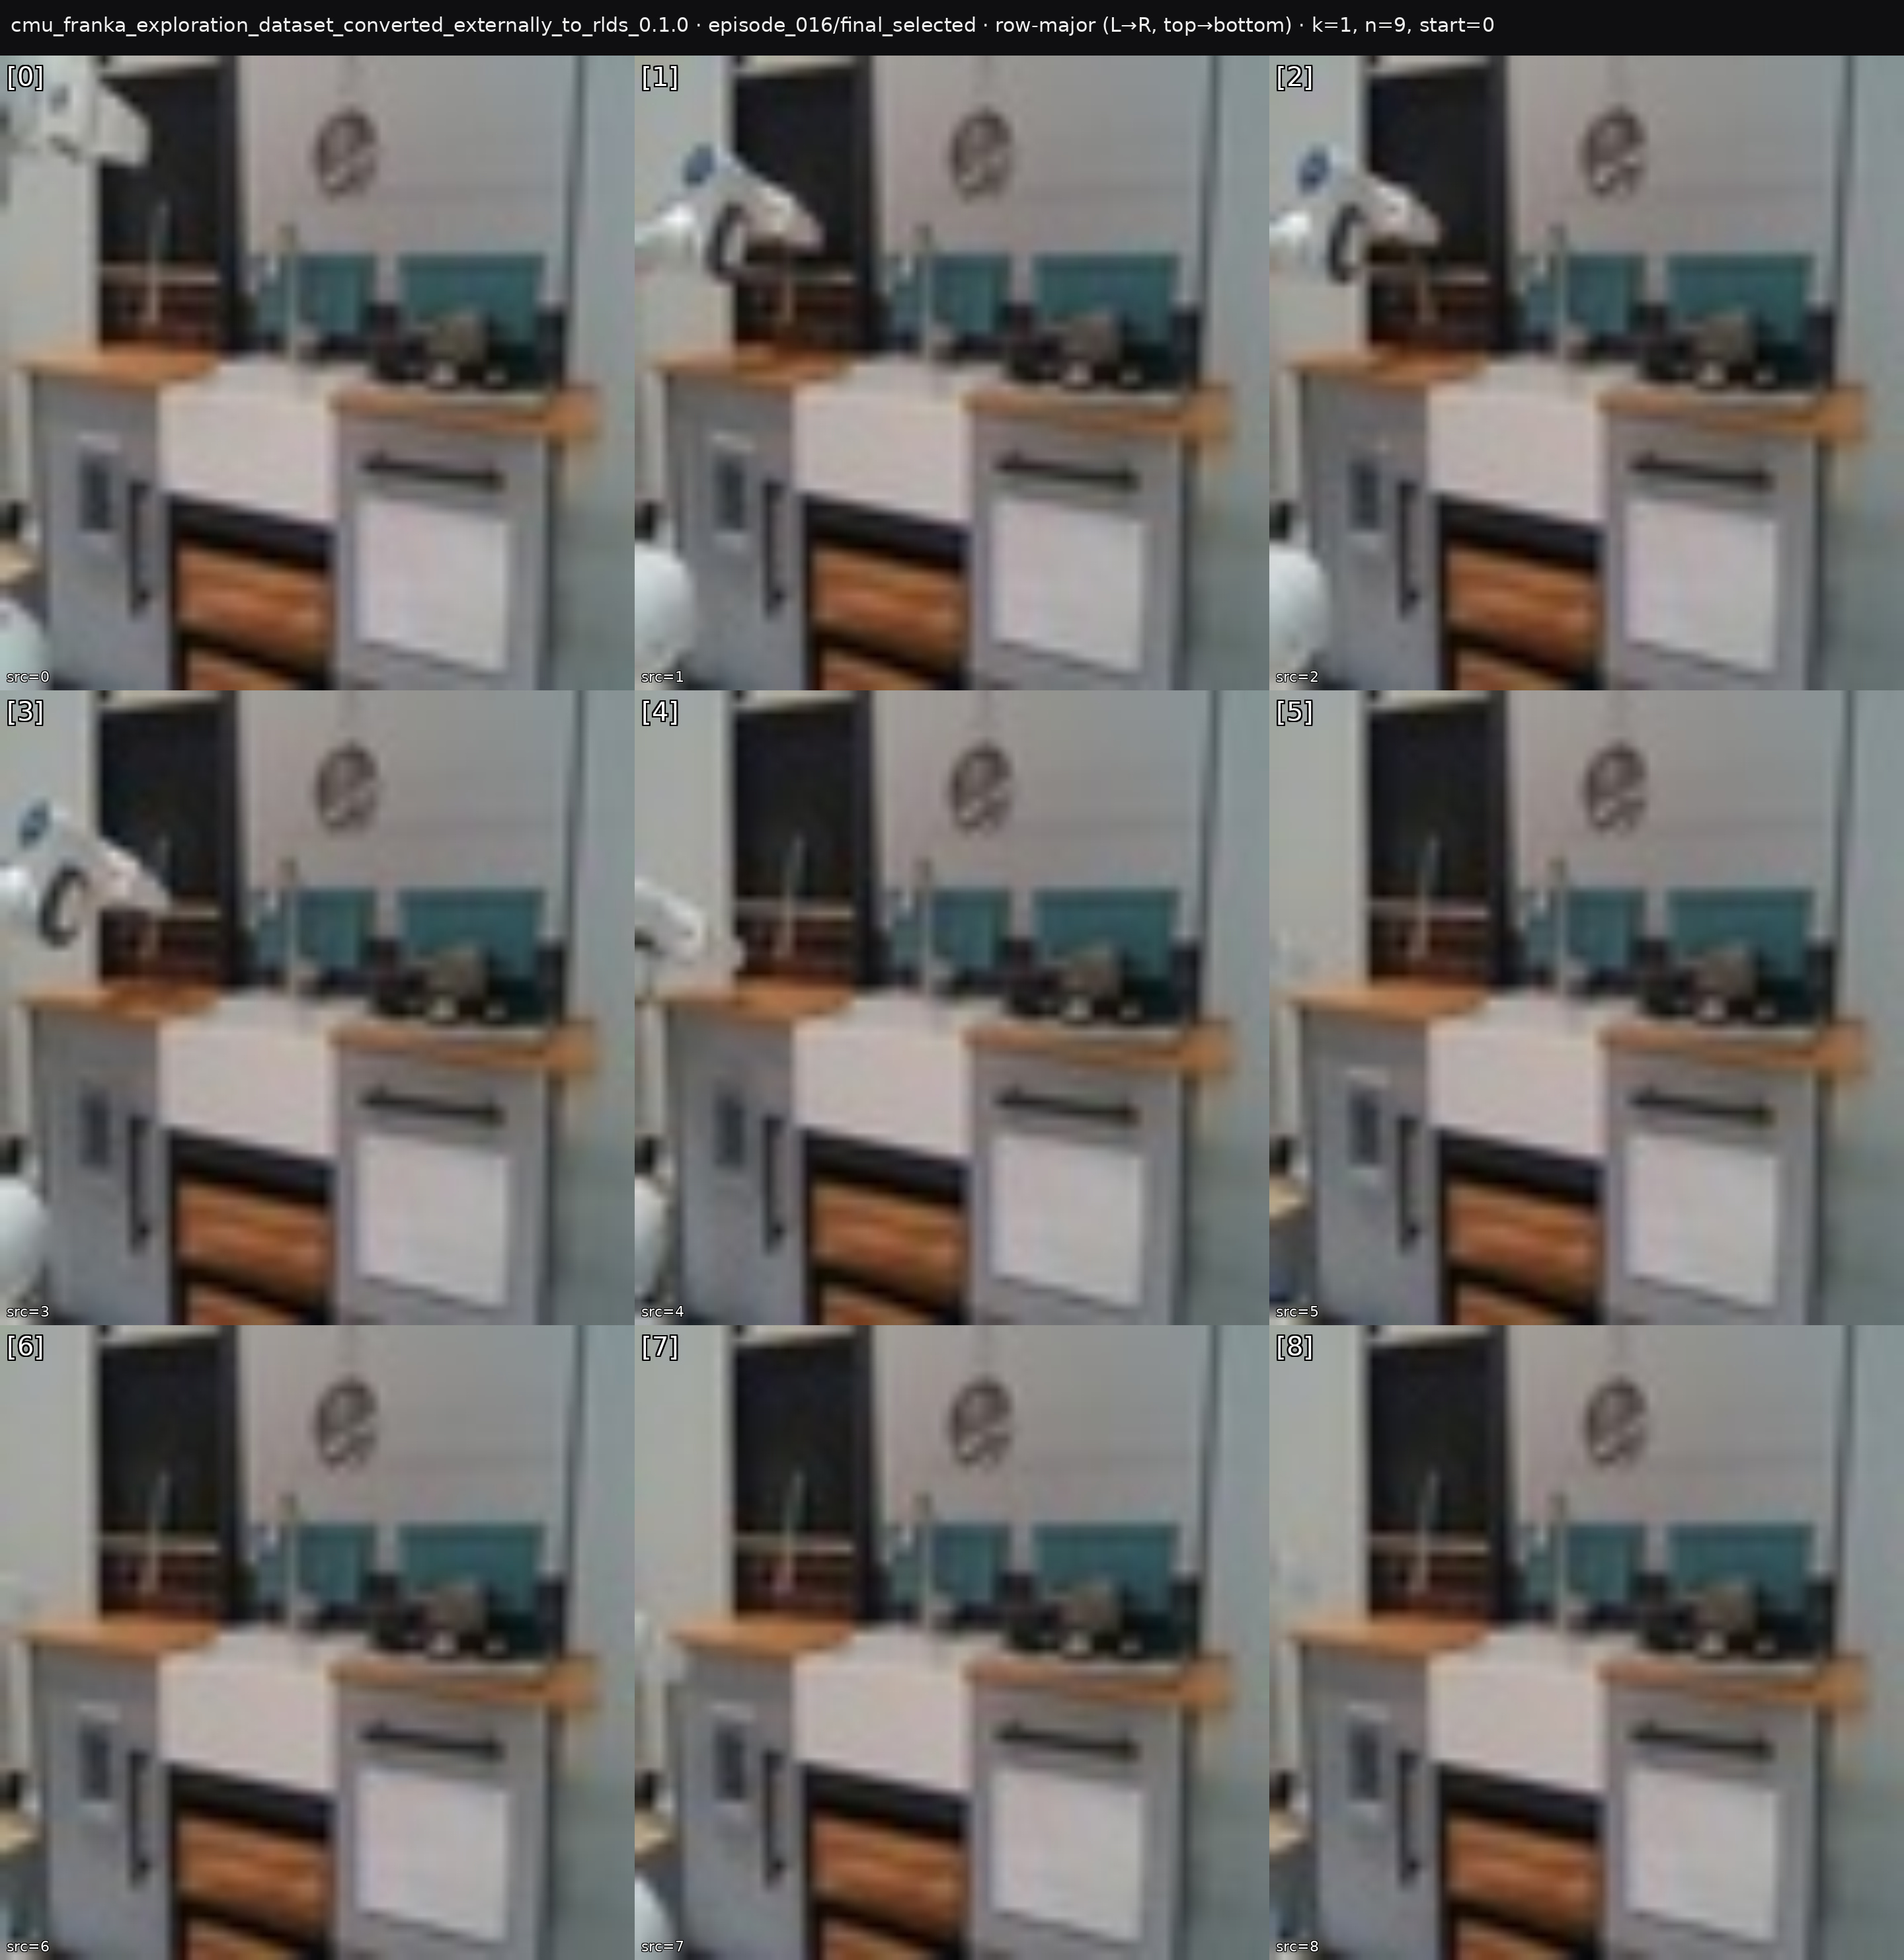 cmu_franka_exploration_dataset_converted_externally_to_rlds_0.1.0 · episode_016/final_selected · row-major (L→R, top→bottom) · k=1, n=9, start=0
[0]
[1]
[2]
src=0
src=1
src=2
[3]
[4]
[5]
src=3
src=4
src=5
[6]
[7]
[8]
src=6
src=7
src=8